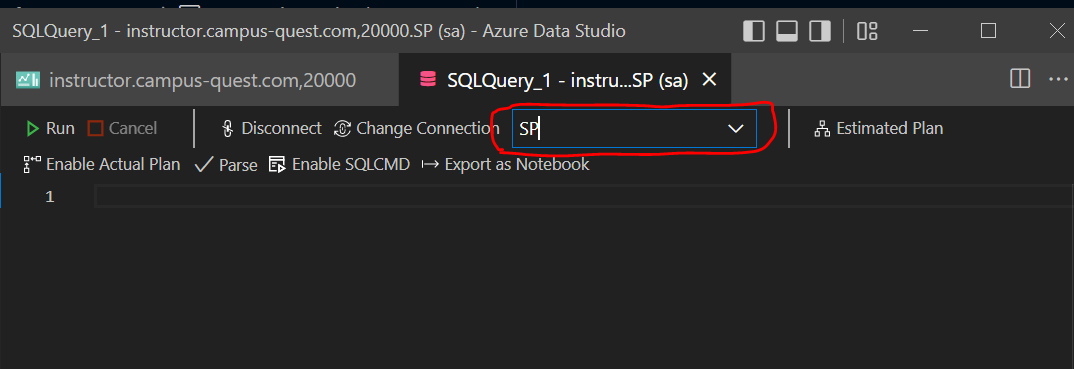 SQLQuery_1 - instructor.campus-quest.com,20000.SP (sa) - Azure Data Studio
instructor.campus-quest.com,20000 SQLQuery_1 - instru...SP (sa)
Run Cancel Disconnect Change Connection SP Estimated Plan
Enable Actual Plan Parse Enable SQLCMD Export as Notebook
1